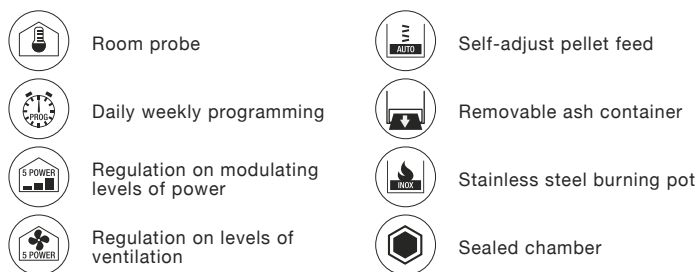 Room probe
PROG.
Daily weekly programming
5 POWER
Regulation on modulating
levels of power
5 POWER
Regulation on levels of
ventilation
AUTO
Self-adjust pellet feed
Removable ash container
INOX
Stainless steel burning pot
Sealed chamber